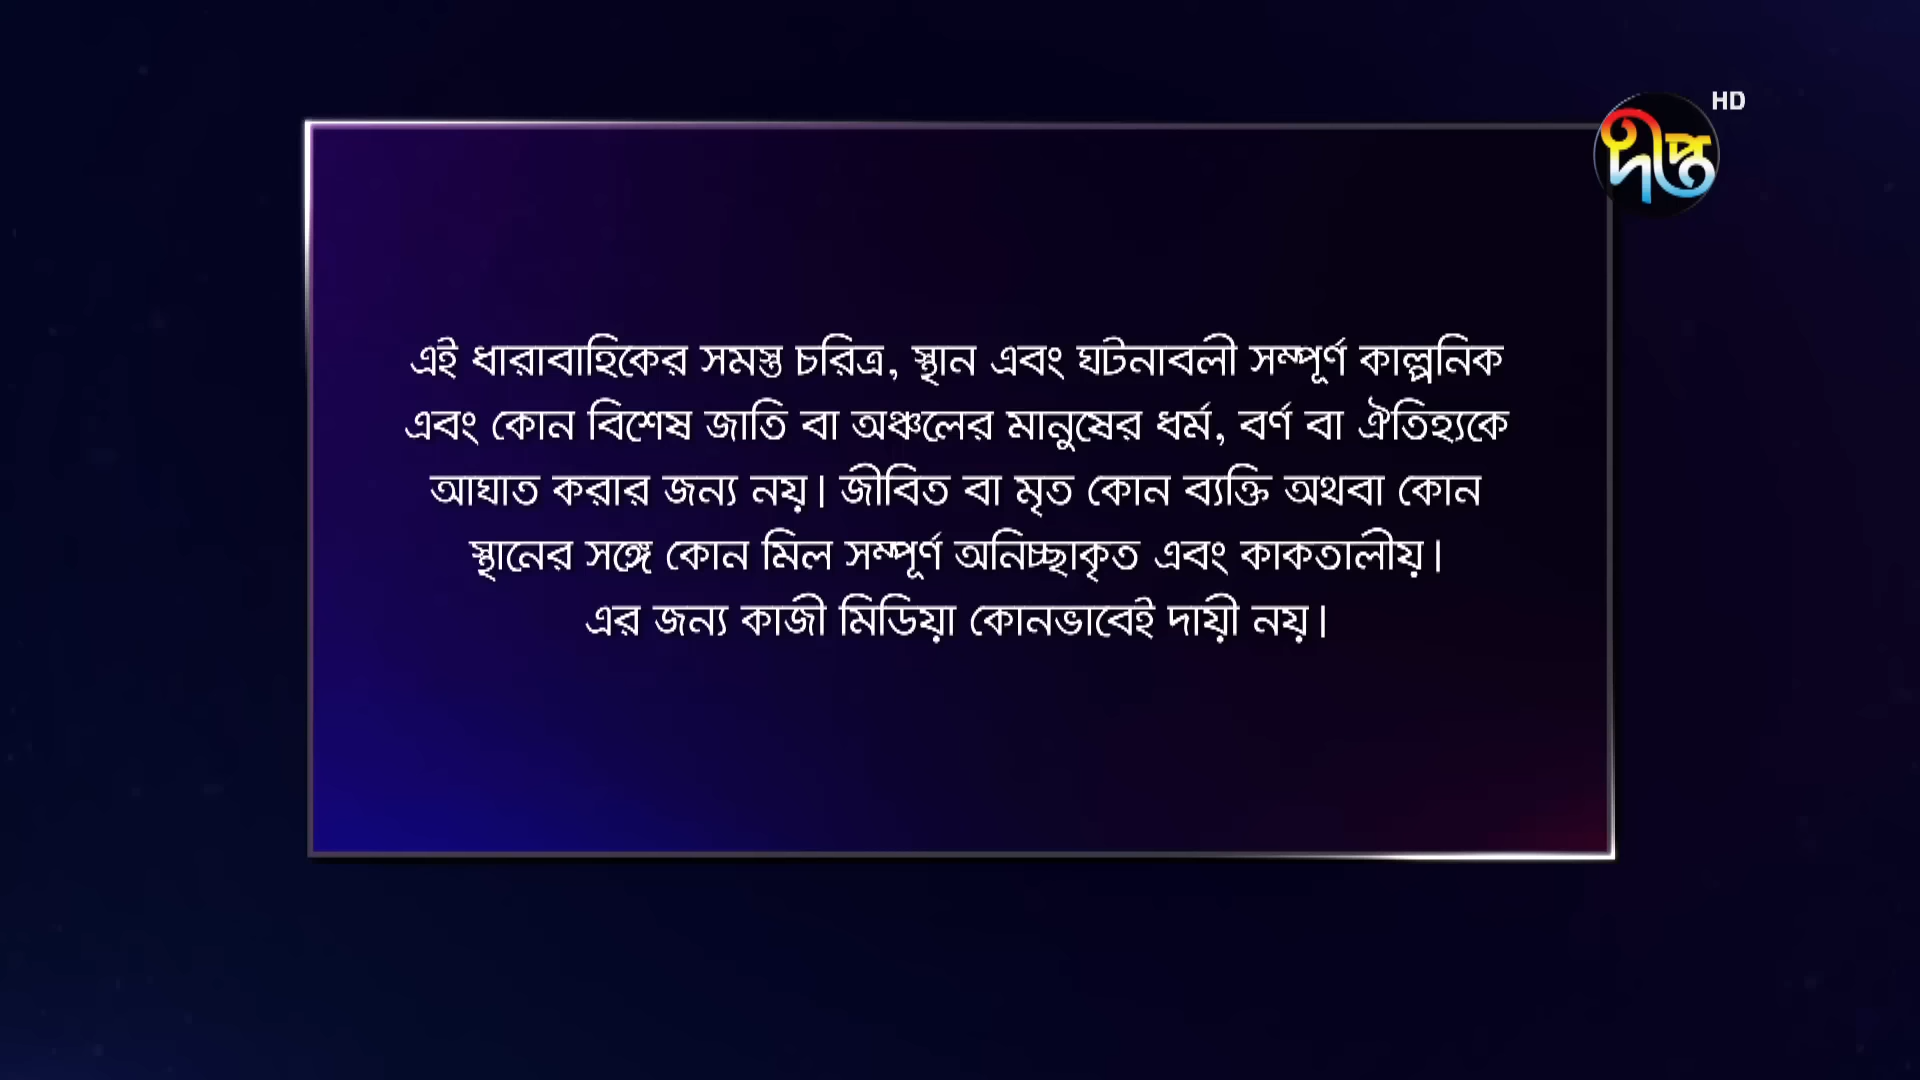 HD
দীপ্ত
এই ধারাবাহিকের সমস্ত চরিত্র, স্থান এবং ঘটনাবলী সম্পূর্ণ কাল্পনিক
এবং কোন বিশেষ জাতি বা অঞ্চলের মানুষের ধর্ম, বর্ণ বা ঐতিহ্যকে
আঘাত করার জন্য নয়। জীবিত বা মৃত কোন ব্যক্তি অথবা কোন
স্থানের সঙ্গে কোন মিল সম্পূর্ণ অনিচ্ছাকৃত এবং কাকতালীয়।
এর জন্য কাজী মিডিয়া কোনভাবেই দায়ী নয়।